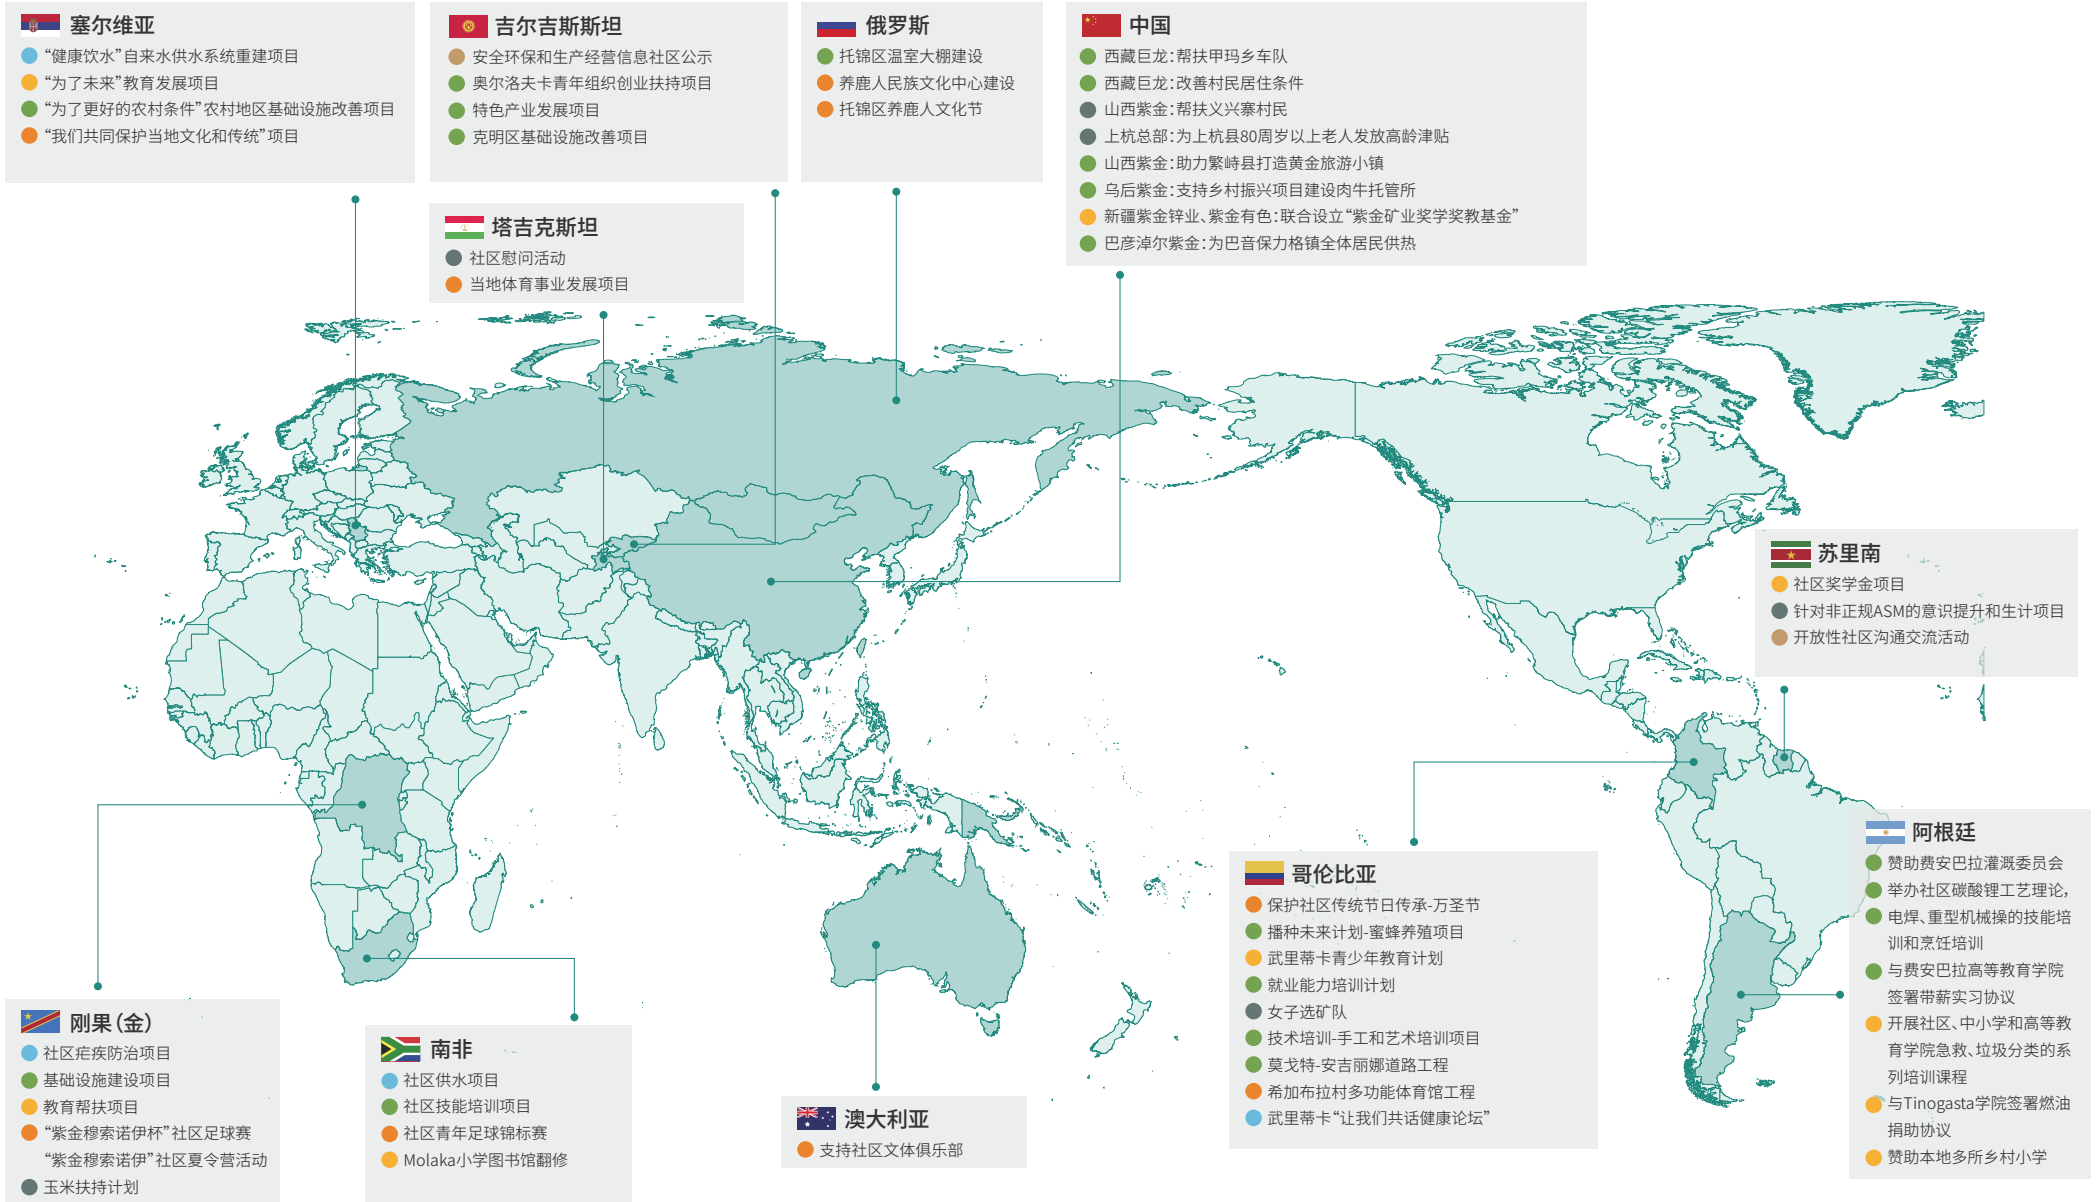 塞尔维亚
“健康饮水”自来水供水系统重建项目
“为了未来”教育发展项目
“为了更好的农村条件”农村地区基础设施改善项目
“我们共同保护当地文化和传统”项目
吉尔吉斯斯坦
安全环保和生产经营信息社区公示
奥尔洛夫卡青年组织创业扶持项目
特色产业发展项目
克明区基础设施改善项目
俄罗斯
托锦区温室大棚建设
养鹿人民族文化中心建设
托锦区养鹿人文化节
中国
西藏巨龙：帮扶甲玛乡车队
西藏巨龙：改善村民居住条件
山西紫金：帮扶义兴寨村民
上杭总部：为上杭县80周岁以上老人发放高龄津贴
山西紫金：助力繁峙县打造黄金旅游小镇
乌后紫金：支持乡村振兴项目建设肉牛托管所
新疆紫金锌业、紫金有色：联合设立“紫金矿业奖学奖教基金”
巴彦淖尔紫金：为巴音保力格镇全体居民供热
塔吉克斯坦
社区慰问活动
当地体育事业发展项目
苏里南
社区奖学金项目
针对非正规ASM的意识提升和生计项目
开放性社区沟通交流活动
阿根廷
赞助费安巴拉灌溉委员会
举办社区碳酸锂工艺理论，
电焊、重型机械操的技能培
训和烹饪培训
与费安巴拉高等教育学院
签署带薪实习协议
开展社区、中小学和高等教
育学院急救、垃圾分类的系
列培训课程
与Tinogasta学院签署燃油
捐助协议
赞助本地多所乡村小学
哥伦比亚
保护社区传统节日传承-万圣节
播种未来计划-蜜蜂养殖项目
武里蒂卡青少年教育计划
就业能力培训计划
女子选矿队
技术培训-手工和艺术培训项目
莫戈特-安吉丽娜道路工程
希加布拉村多功能体育馆工程
武里蒂卡“让我们共话健康论坛”
刚果（金）
社区疟疾防治项目
基础设施建设项目
教育帮扶项目
“紫金穆索诺伊杯”社区足球赛
“紫金穆索诺伊”社区夏令营活动
玉米扶持计划
南非
社区供水项目
社区技能培训项目
社区青年足球锦标赛
Molaka小学图书馆翻修
澳大利亚
支持社区文体俱乐部